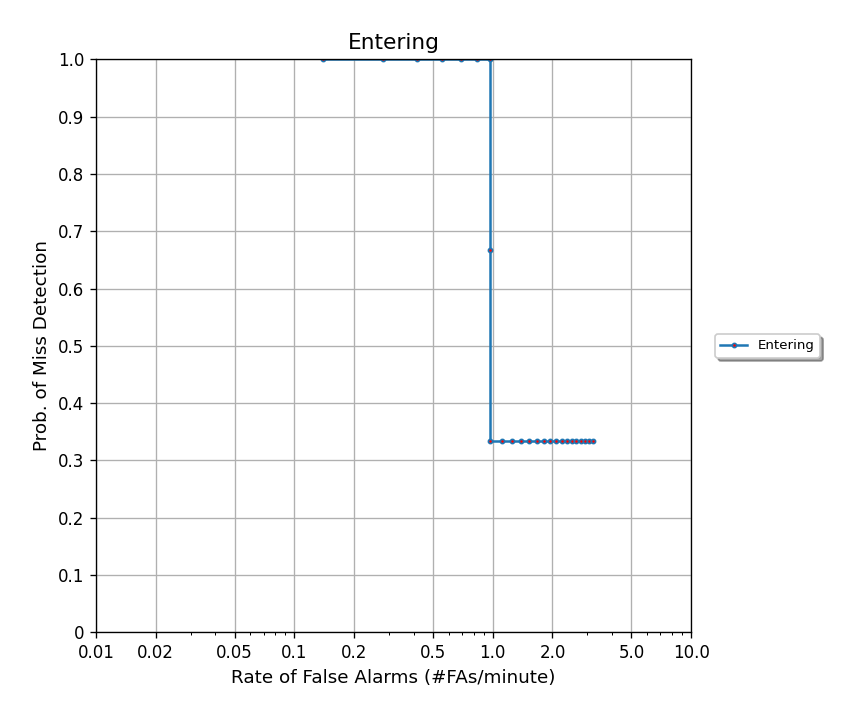 Entering
1.0
0.9
0.8
0.7
0.6
0.5
0.4
0.3
0.2
0.1
0
Prob. of Miss Detection
0.01 0.02 0.05 0.1 0.2 0.5 1.0 2.0 5.0 10.0
Rate of False Alarms (#FAs/minute)
Entering